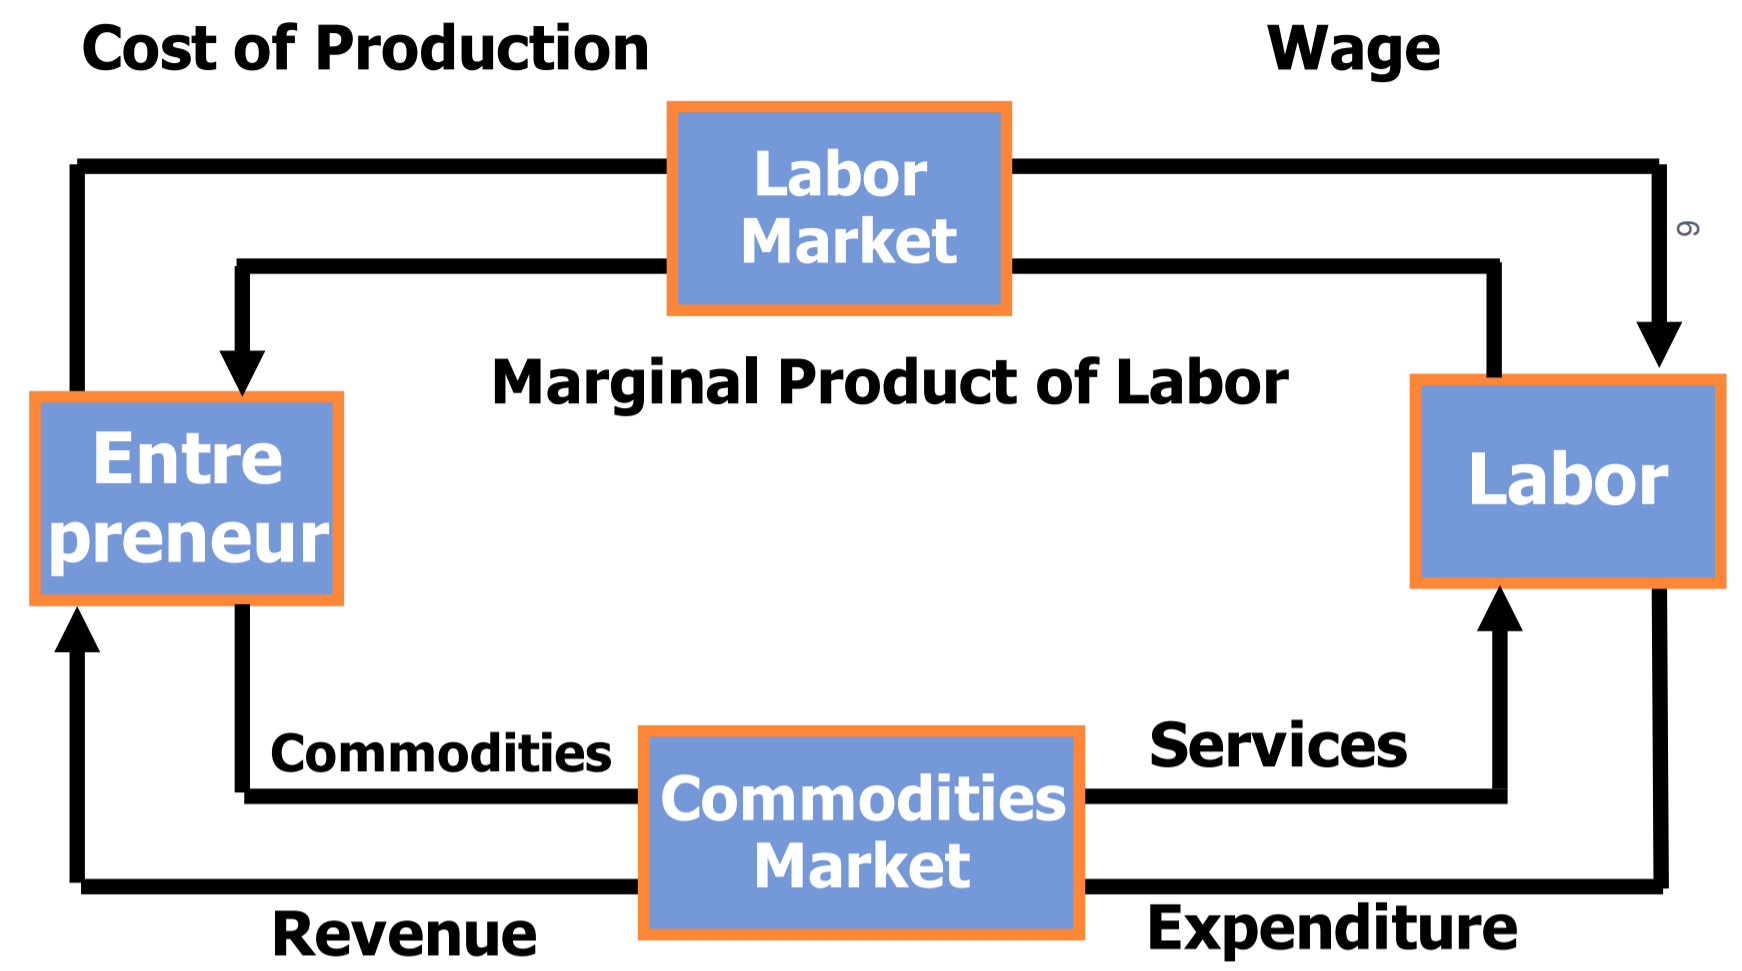 Cost of Production
Wage
Labor
Market
9
Marginal Product of Labor
Entre
preneur
Labor
Commodities
Services
Commodities
Market
Revenue
Expenditure